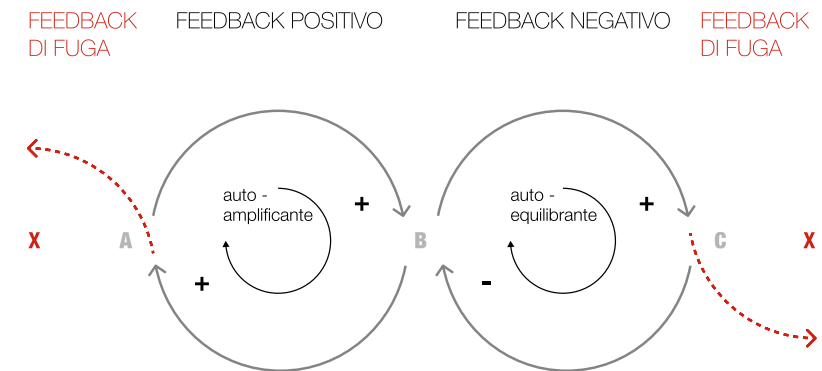 FEEDBACK
DI FUGA
FEEDBACK POSITIVO
FEEDBACK NEGATIVO
FEEDBACK
DI FUGA
auto -
amplificante
+
auto -
equilibrante
+
X
A
B
C
X
+
-